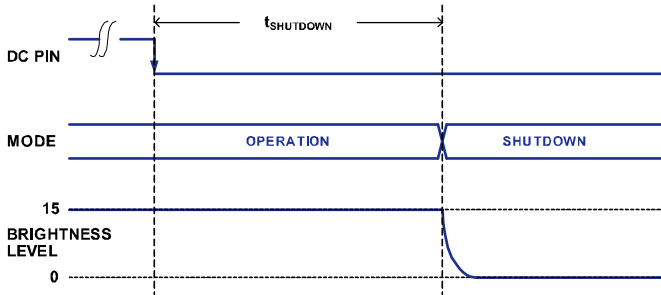 tSHUTDOWN
DC PIN
MODE
OPERATION
SHUTDOWN
15
BRIGHTNESS
LEVEL
0